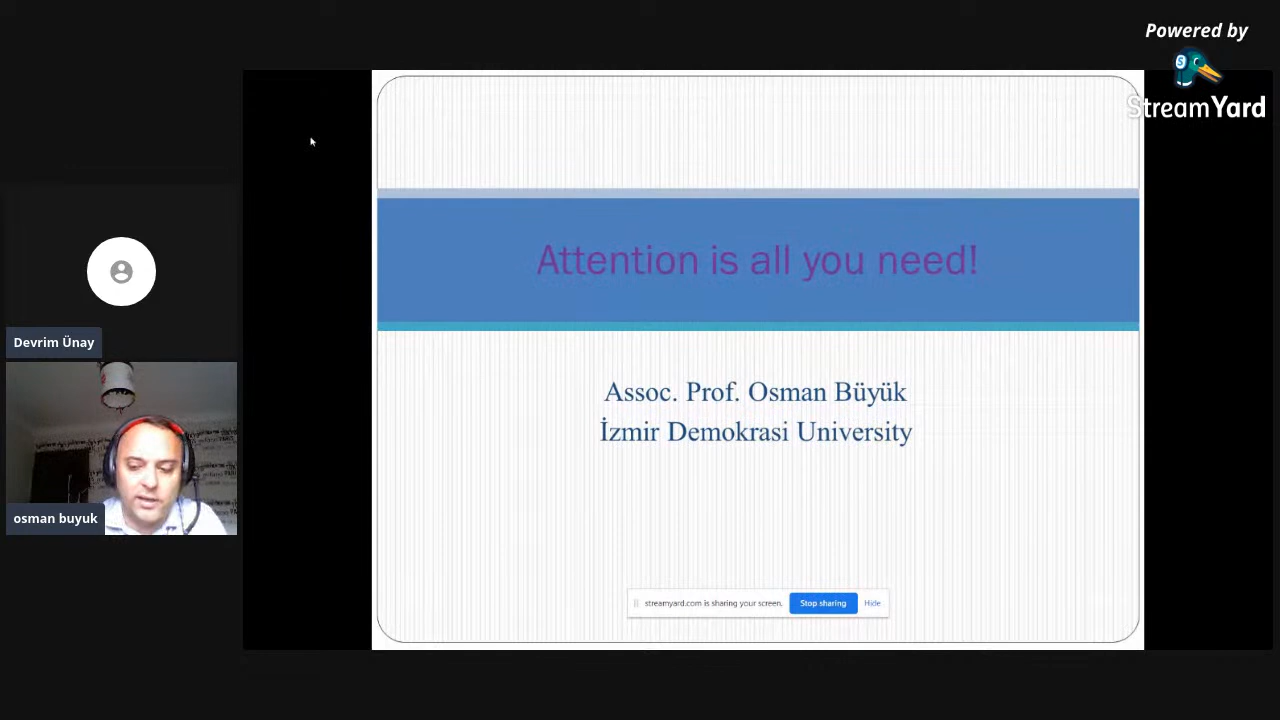 Powered by
StreamYard
Attention is all you need!
Devrim Ünay
Assoc. Prof. Osman Büyük
İzmir Demokrasi University
osman buyuk
streamyard.com is sharing your screen.
Stop sharing
Hide